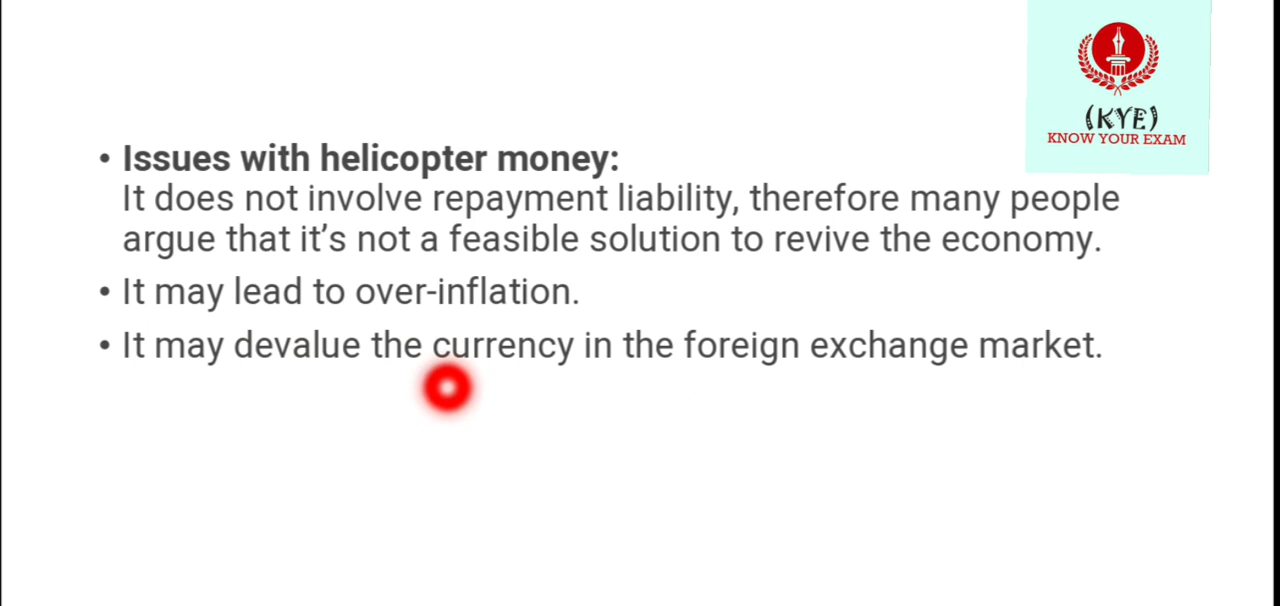 (KYE)
KNOW YOUR EXAM
• Issues with helicopter money:
It does not involve repayment liability, therefore many people
argue that it’s not a feasible solution to revive the economy.
• It may lead to over-inflation.
• It may devalue the currency in the foreign exchange market.